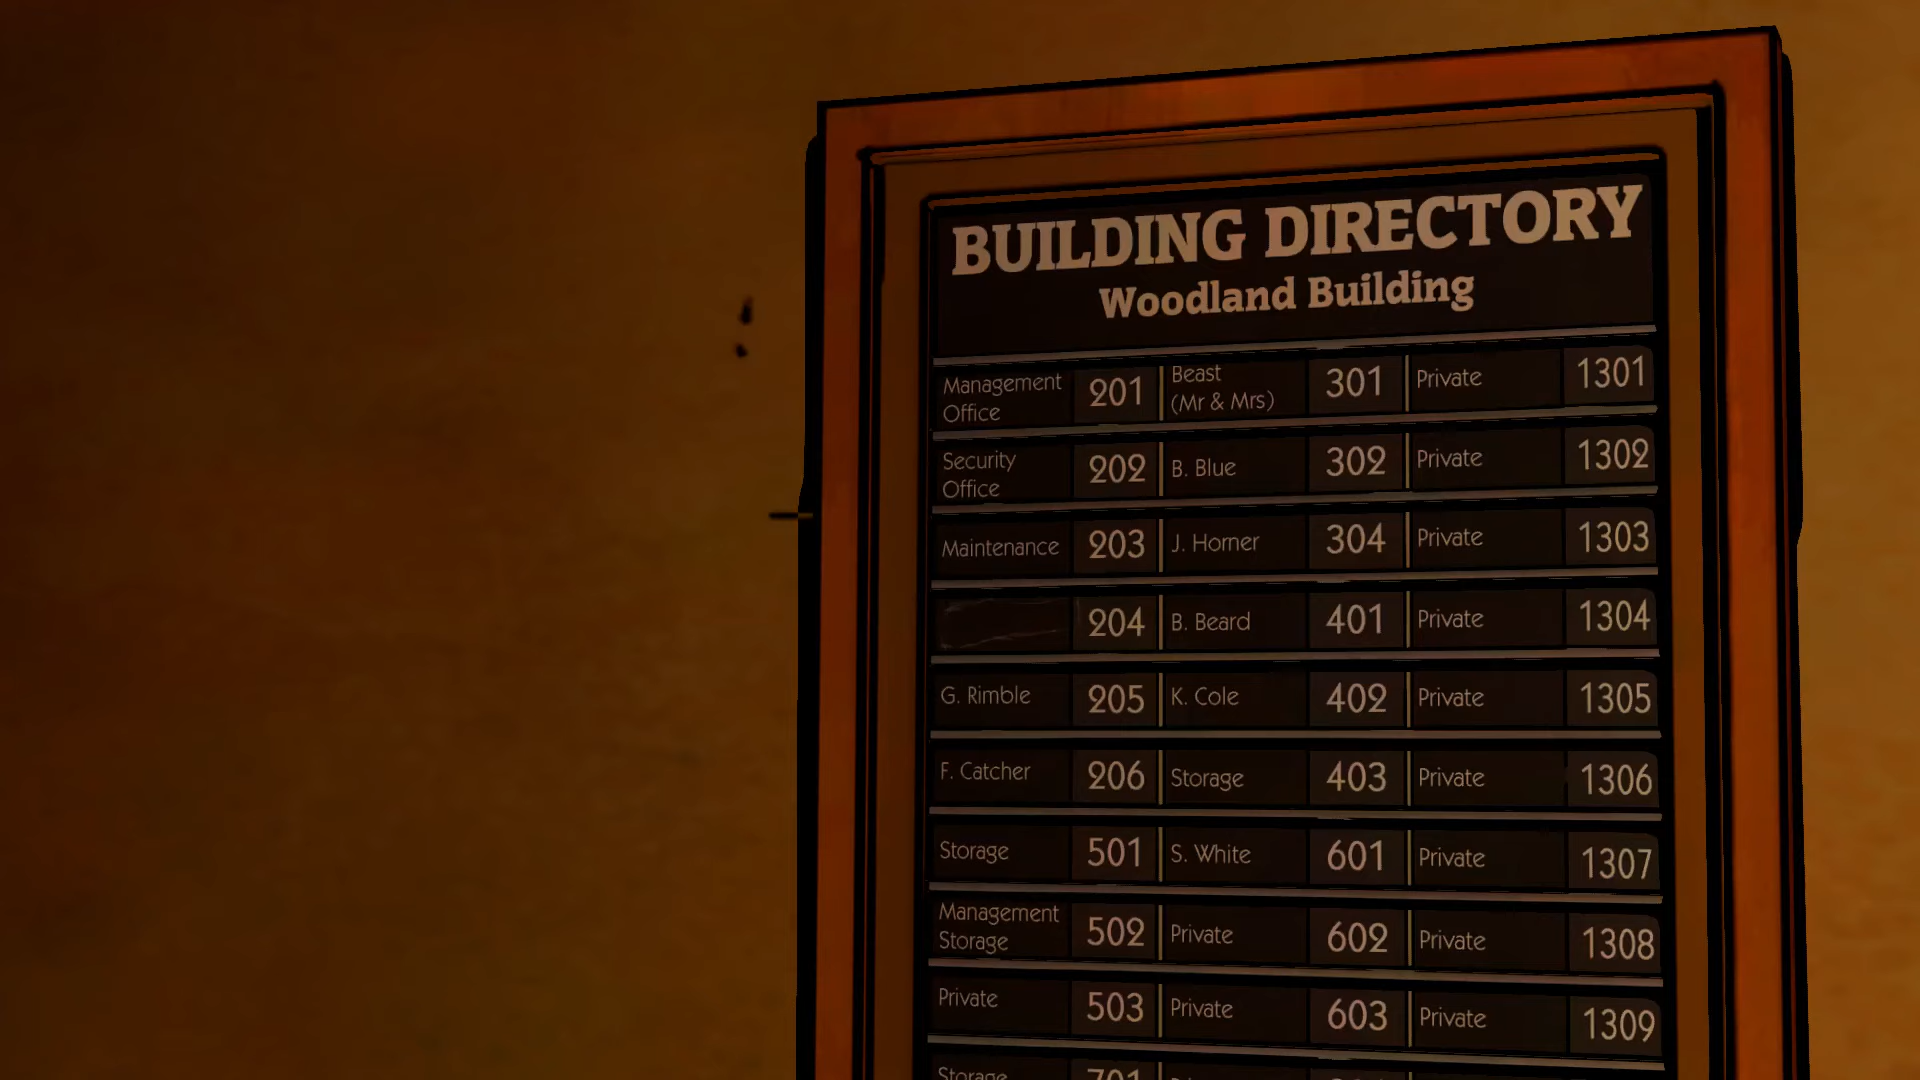 BUILDING DIRECTORY
Woodland Building
Management Office 201 Beast (Mr & Mrs) 301 Private 1301
Security Office 202 B. Blue 302 Private 1302
Maintenance 203 J. Horner 304 Private 1303
204 B. Beard 401 Private 1304
G. Rimble 205 K. Cole 402 Private 1305
F. Catcher 206 Storage 403 Private 1306
Storage 501 S. White 601 Private 1307
Management Storage 502 Private 602 Private 1308
Private 503 Private 603 Private 1309
Storage 701